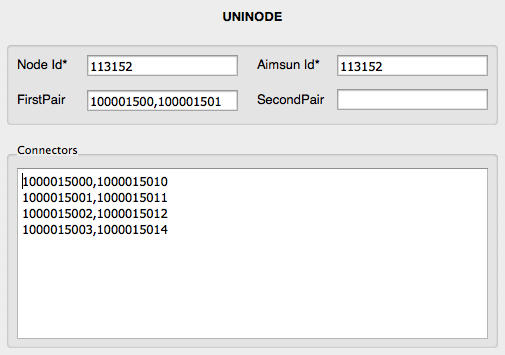 UNINODE
Node Id* 113152 Aimsun Id* 113152
FirstPair 100001500,100001501 SecondPair
Connectors
1000015000,1000015010
1000015001,1000015011
1000015002,1000015012
1000015003,1000015014